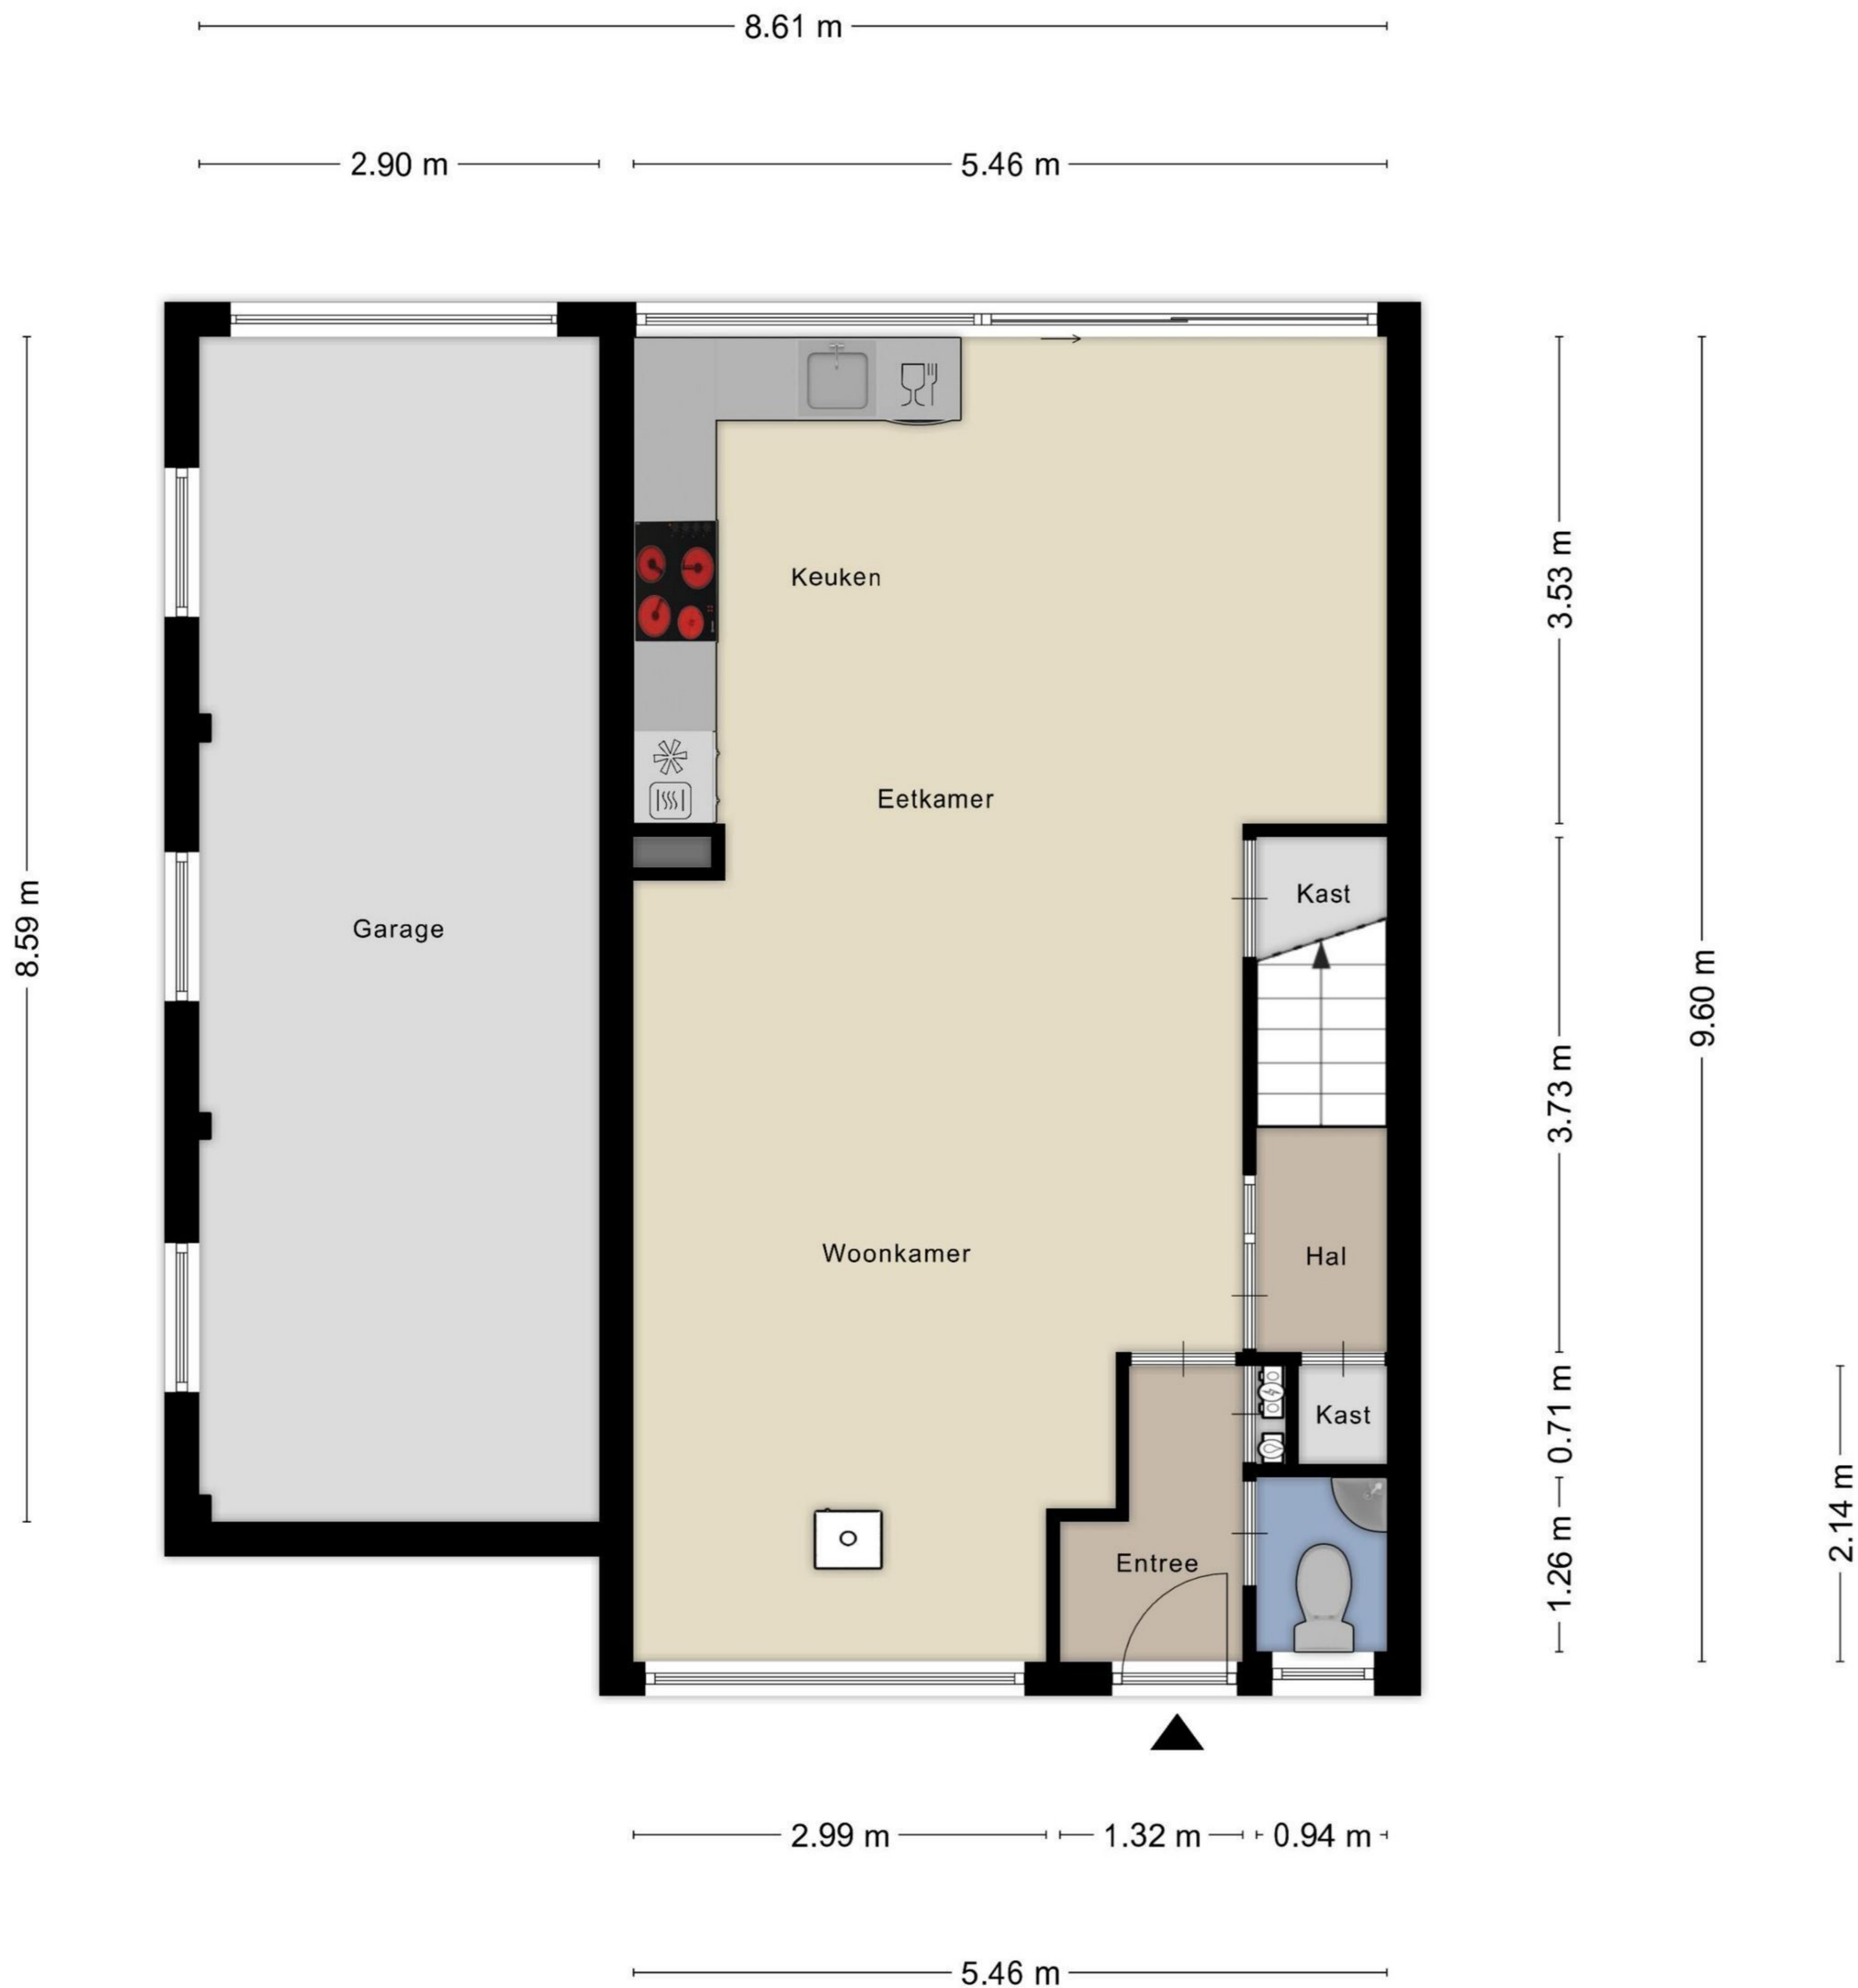 8.61 m
2.90 m
5.46 m
Keuken
3.53 m
Eetkamer
Kast
Garage
8.59 m
9.60 m
3.73 m
Woonkamer
Hal
Kast
0.71 m
2.14 m
Entree
1.26 m
2.99 m
1.32 m
0.94 m
5.46 m